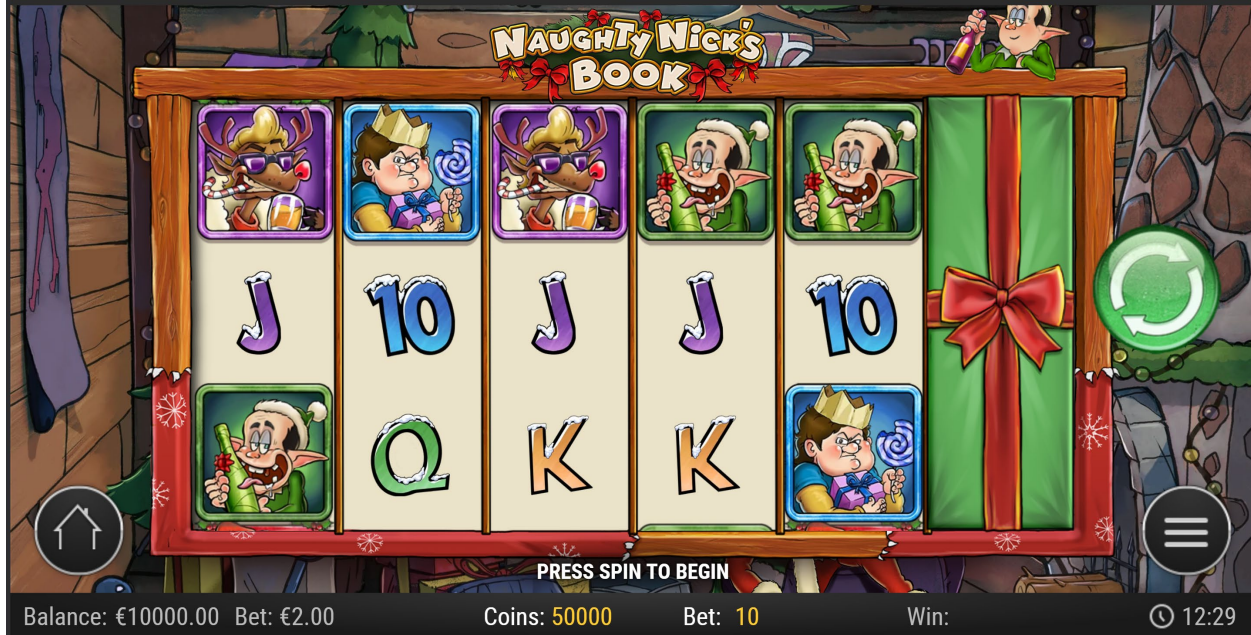 NAUGHTY NICK'S
BOOK
J 10 J J 10
Q K K
PRESS SPIN TO BEGIN
Balance: €10000.00 Bet: €2.00 Coins: 50000 Bet: 10 Win: 12:29